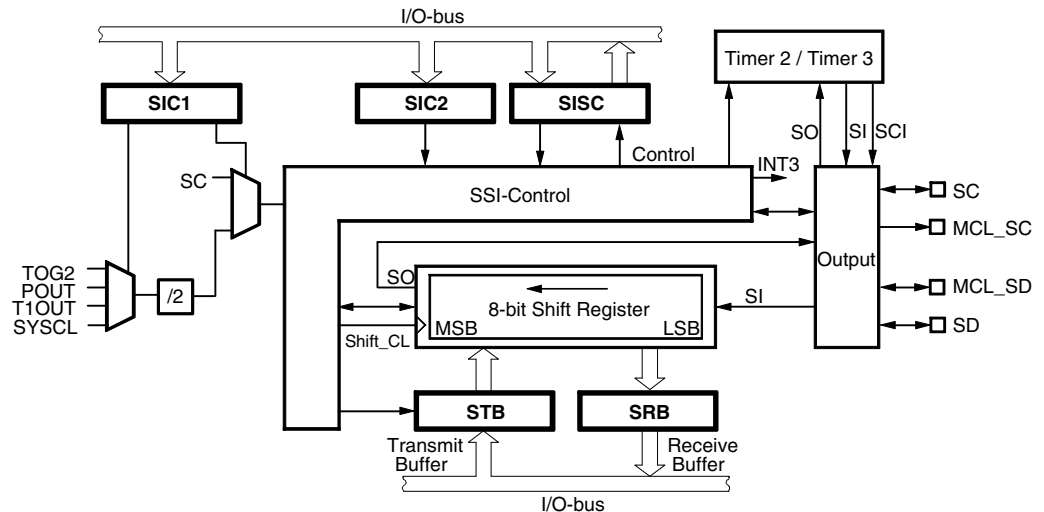 I/O-bus
Timer 2 / Timer 3
SIC1
SIC2
SISC
SO
SI
SCI
Control
INT3
SC
SSI-Control
SC
MCL_SC
Output
TOG2
POUT
T1OUT
SYSCL
/2
SO
8-bit Shift Register
MSB
LSB
SI
MCL_SD
SD
Shift_CL
STB
SRB
Transmit
Buffer
Receive
Buffer
I/O-bus